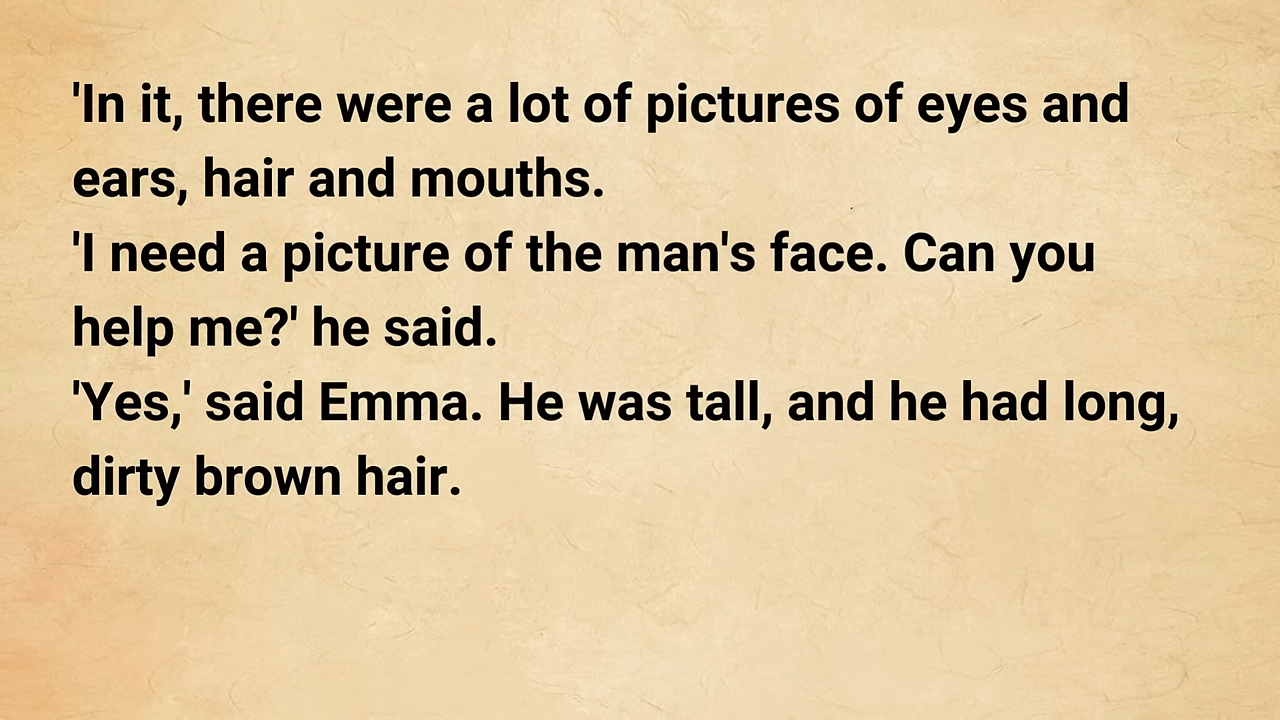 'In it, there were a lot of pictures of eyes and
ears, hair and mouths.
'I need a picture of the man's face. Can you
help me?' he said.
'Yes,' said Emma. He was tall, and he had long,
dirty brown hair.